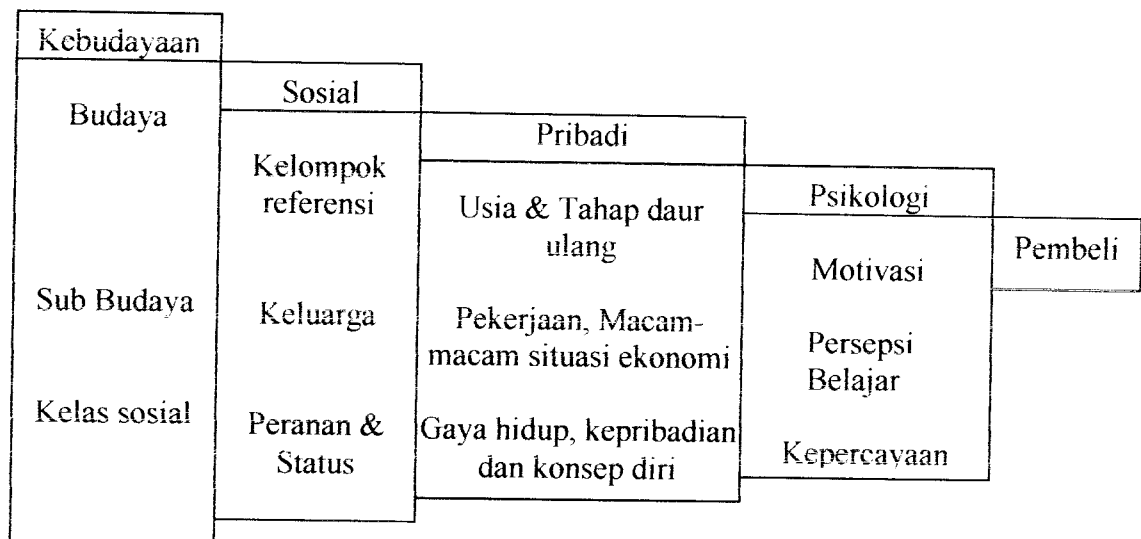 Kebudayaan
Budaya
Sub Budaya
Kelas sosial
Sosial
Kelompok
referensi
Keluarga
Peranan &
Status
Pribadi
Usia & Tahap daur
ulang
Pekerjaan, Macam-
macam situasi ekonomi
Gaya hidup, kepribadian
dan konsep diri
Psikologi
Motivasi
Persepsi
Belajar
Kepercayaan
Pembeli